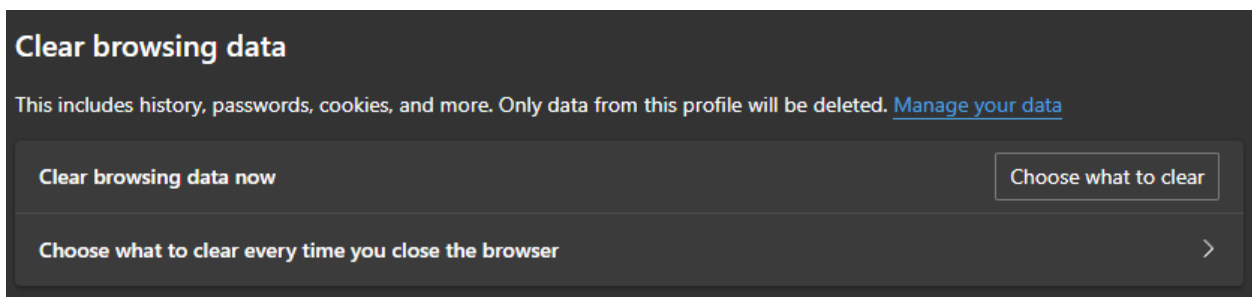 Clear browsing data
This includes history, passwords, cookies, and more. Only data from this profile will be deleted. Manage your data
Clear browsing data now
Choose what to clear
Choose what to clear every time you close the browser